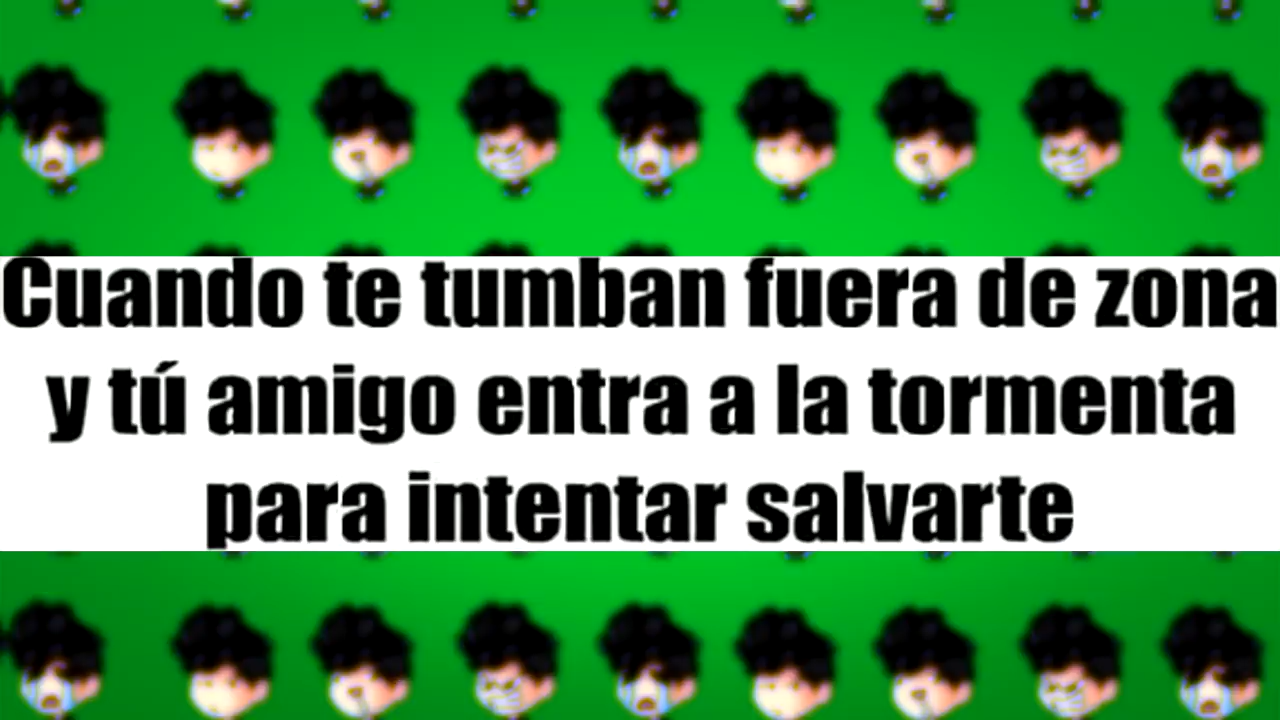 Cuando te tumban fuera de zona
y tú amigo entra a la tormenta
para intentar salvarte